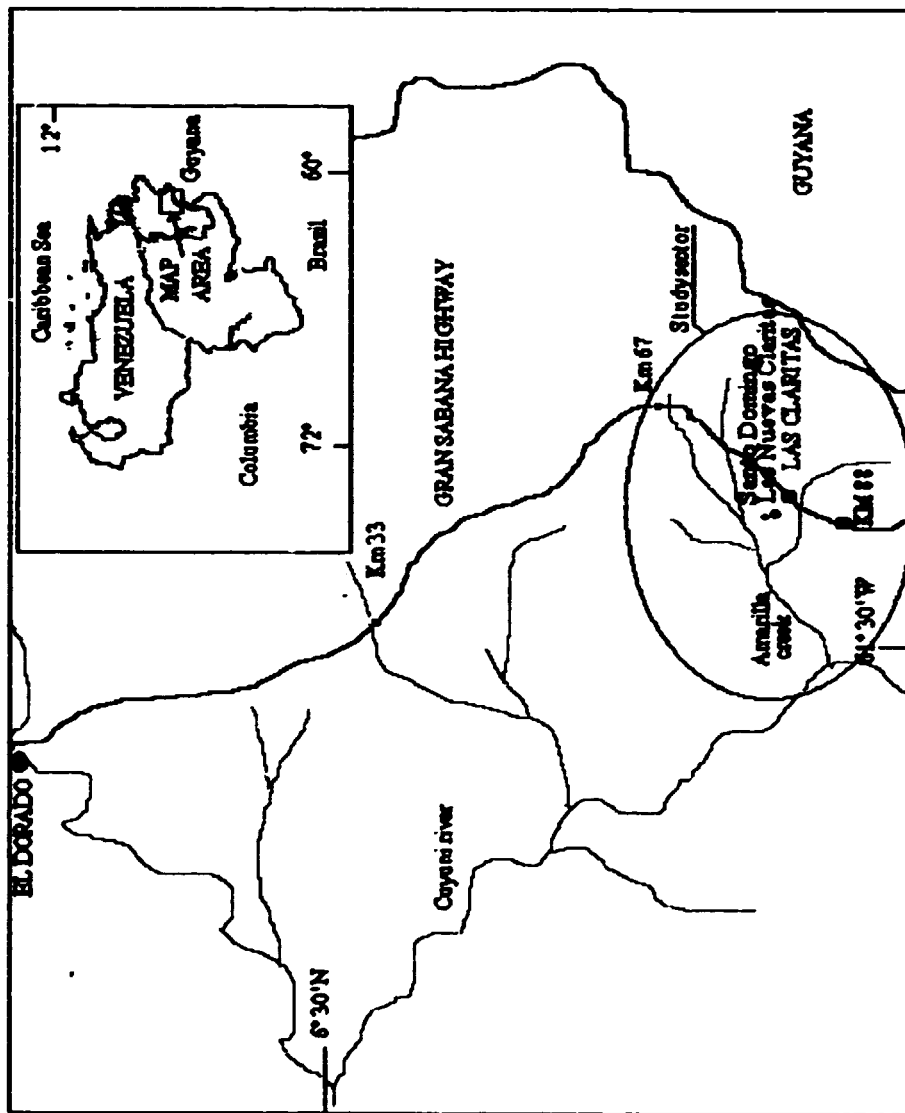 Caribbean Sea
12°
VENEZUELA
MAP
AREA
Guyana
Columbia
Brasil
72°
60°
EL DORADO
Km 33
GRAN SABANA HIGHWAY
6°30'N
Cuyuni river
Km 67
Study sector
GUYANA
Santo Domingo
Las Nuevas Claritas
LAS CLARITAS
KM 88
Amarilla
creek
61°30'W